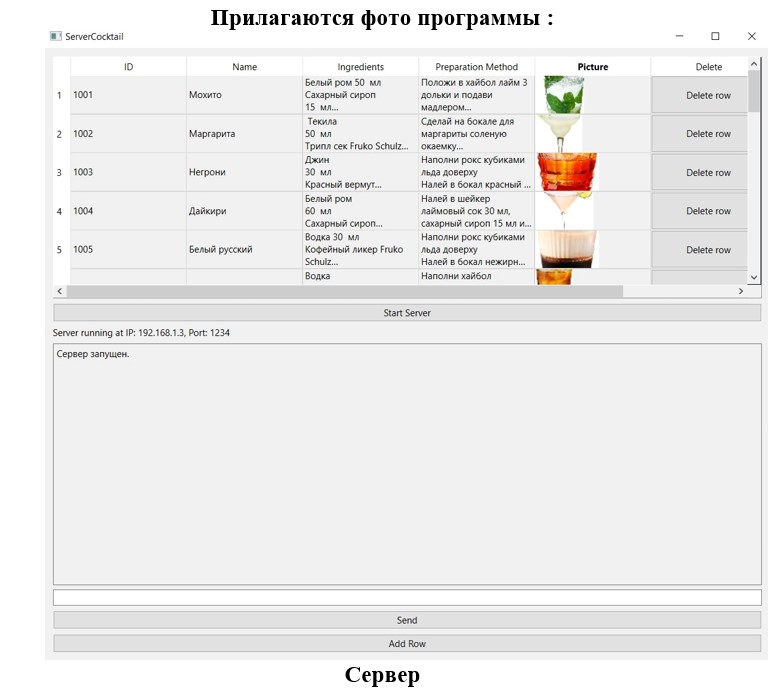 Прилагаются фото программы :
ServerCocktail
ID Name Ingredients Preparation Method Picture Delete
1 1001 Мохито
Белый ром 50 мл
Сахарный сироп
15 мл...
Положи в хайбол лайм 3
дольки и подави
мадлером...
Delete row
2 1002 Маргарита
Текила
50 мл
Трипл сек Fruko Schulz...
Сделай на бокале для
маргариты соленую
окаемку...
Delete row
3 1003 Негрони
Джин
30 мл
Красный вермут...
Наполни рокс кубиками
льда доверху
Налей в бокал красный ...
Delete row
4 1004 Дайкири
Белый ром
60 мл
Сахарный сироп...
Налей в шейкер
лаймовый сок 30 мл,
сахарный сироп 15 мл и...
Delete row
5 1005 Белый русский
Водка 30 мл
Кофейный ликер Fruko
Schulz...
Наполни рокс кубиками
льда доверху
Налей в бокал нежирн...
Delete row
Водка
Наполни хайбол
Start Server
Server running at IP: 192.168.1.3, Port: 1234
Сервер запущен.
Send
Add Row
Сервер